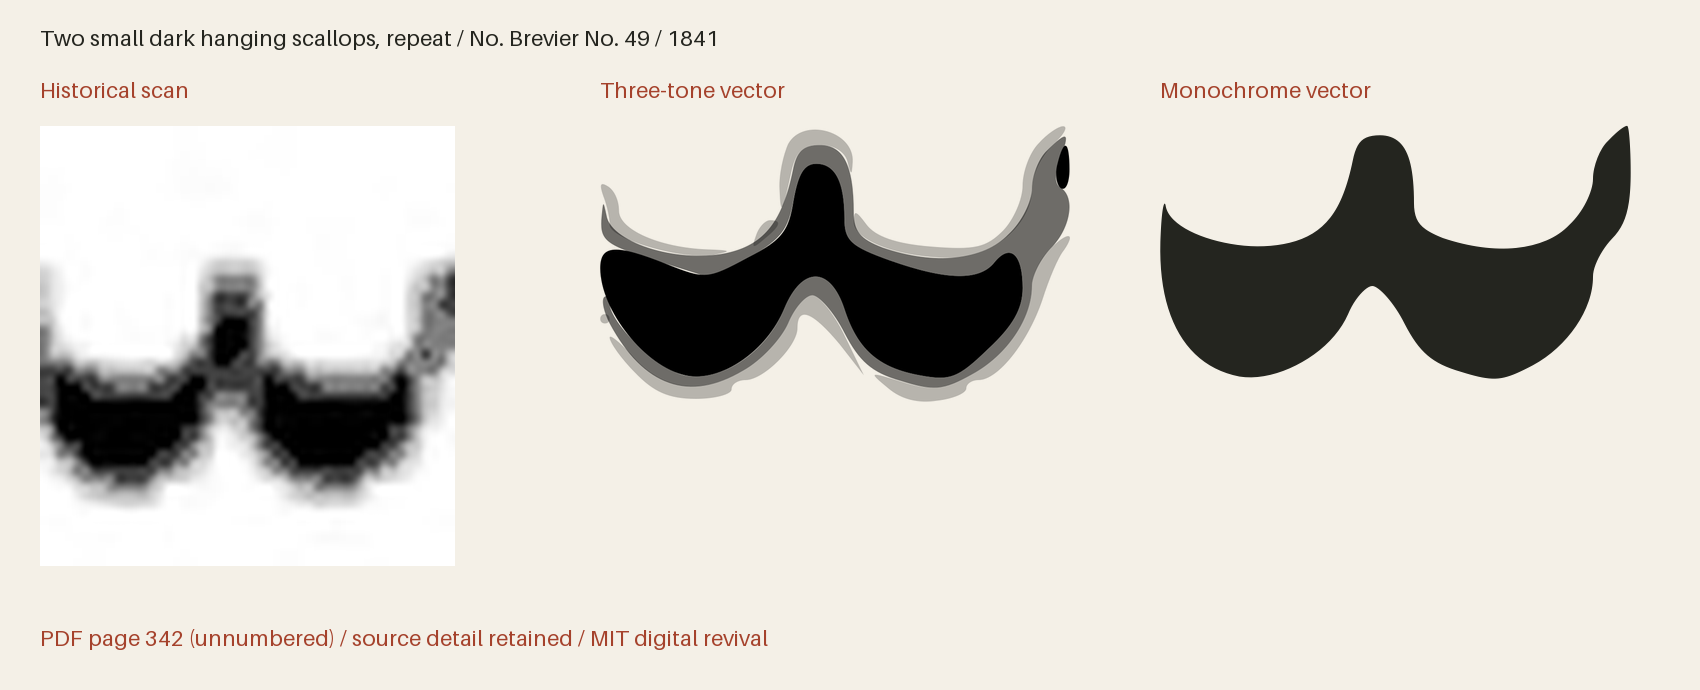 Two small dark hanging scallops, repeat / No. Brevier No. 49 / 1841
Historical scan
Three-tone vector
Monochrome vector
PDF page 342 (unnumbered) / source detail retained / MIT digital revival